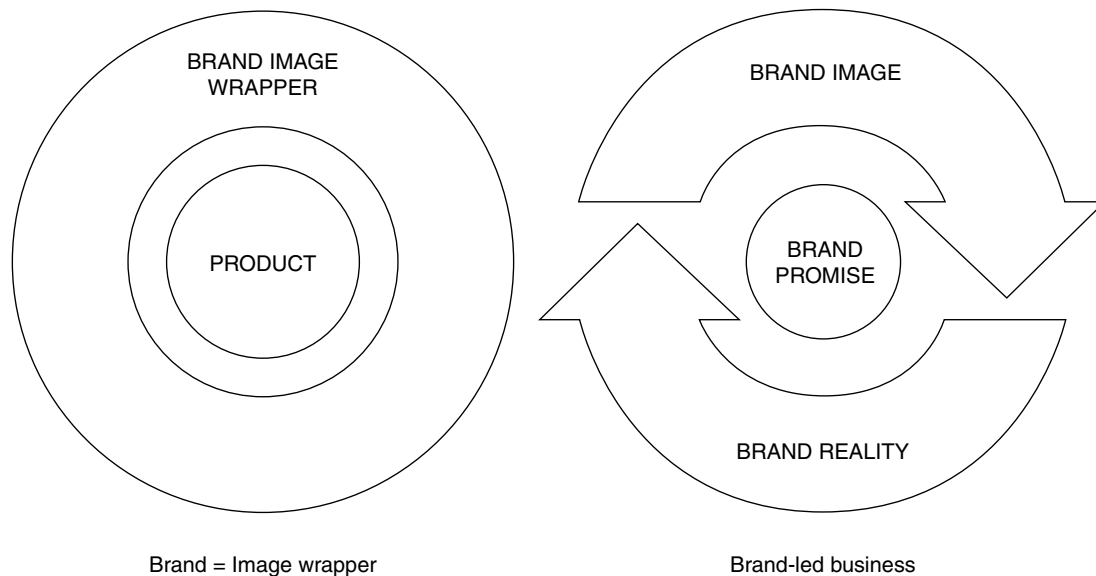 BRAND IMAGE
WRAPPER
PRODUCT
Brand = Image wrapper
BRAND IMAGE
BRAND
PROMISE
BRAND REALITY
Brand-led business